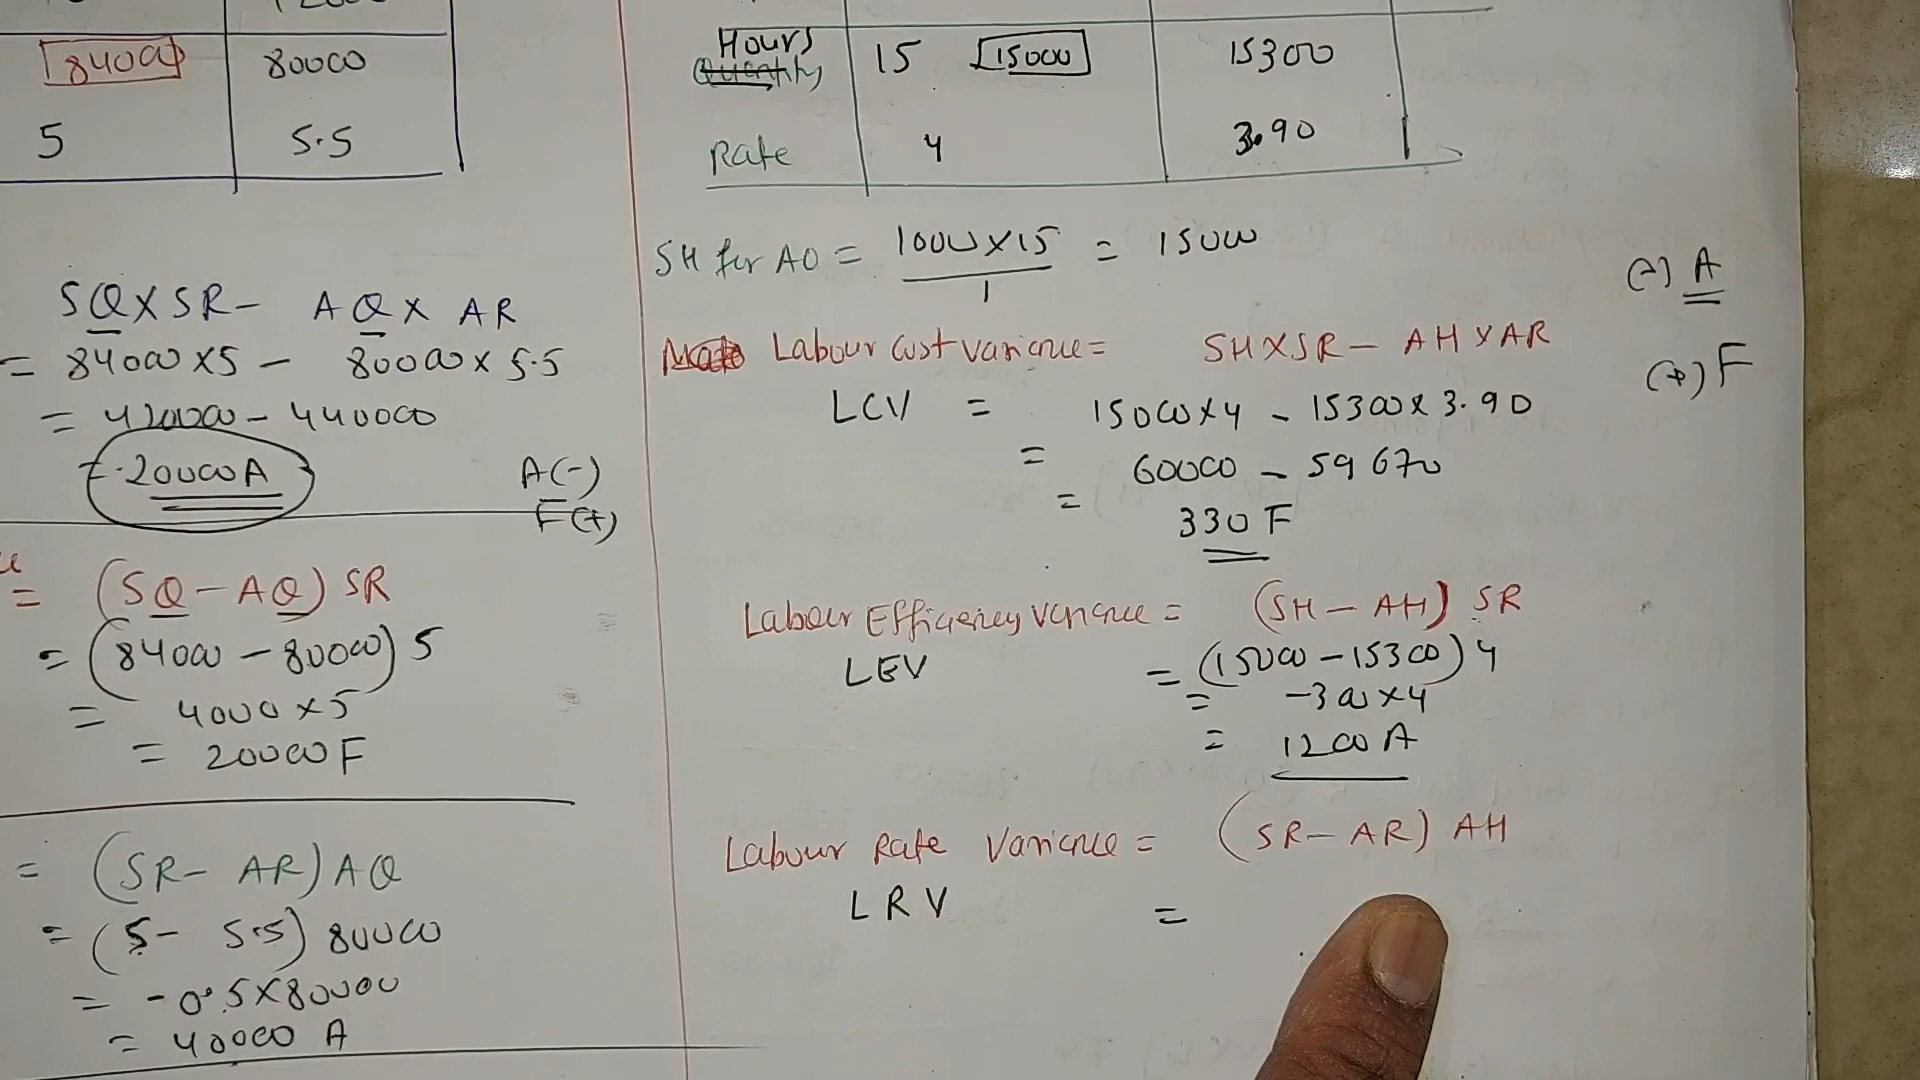 84000 80000
5 5.5
SQ X SR - AQ X AR
= 84000 X 5 - 80000 X 5.5
= 420000 - 440000
= -20000 A
A(-)
F(+)
= (SQ - AQ) SR
= (84000 - 80000) 5
= 4000 X 5
= 20000 F
= (SR - AR) AQ
= (5 - 5.5) 80000
= -0.5 X 80000
= 40000 A
Hours 15 15000 15300
Quantity
Rate 4 3.90
SH for AO = 1000 X 15 = 15000
1
(-) A
(+) F
Labour Cost Variance = SH X SR - AH X AR
LCV = 15000 X 4 - 15300 X 3.90
= 60000 - 59670
= 330 F
Labour Efficiency Variance = (SH - AH) SR
LEV = (15000 - 15300) 4
= -300 X 4
= 1200 A
Labour Rate Variance = (SR - AR) AH
LRV =